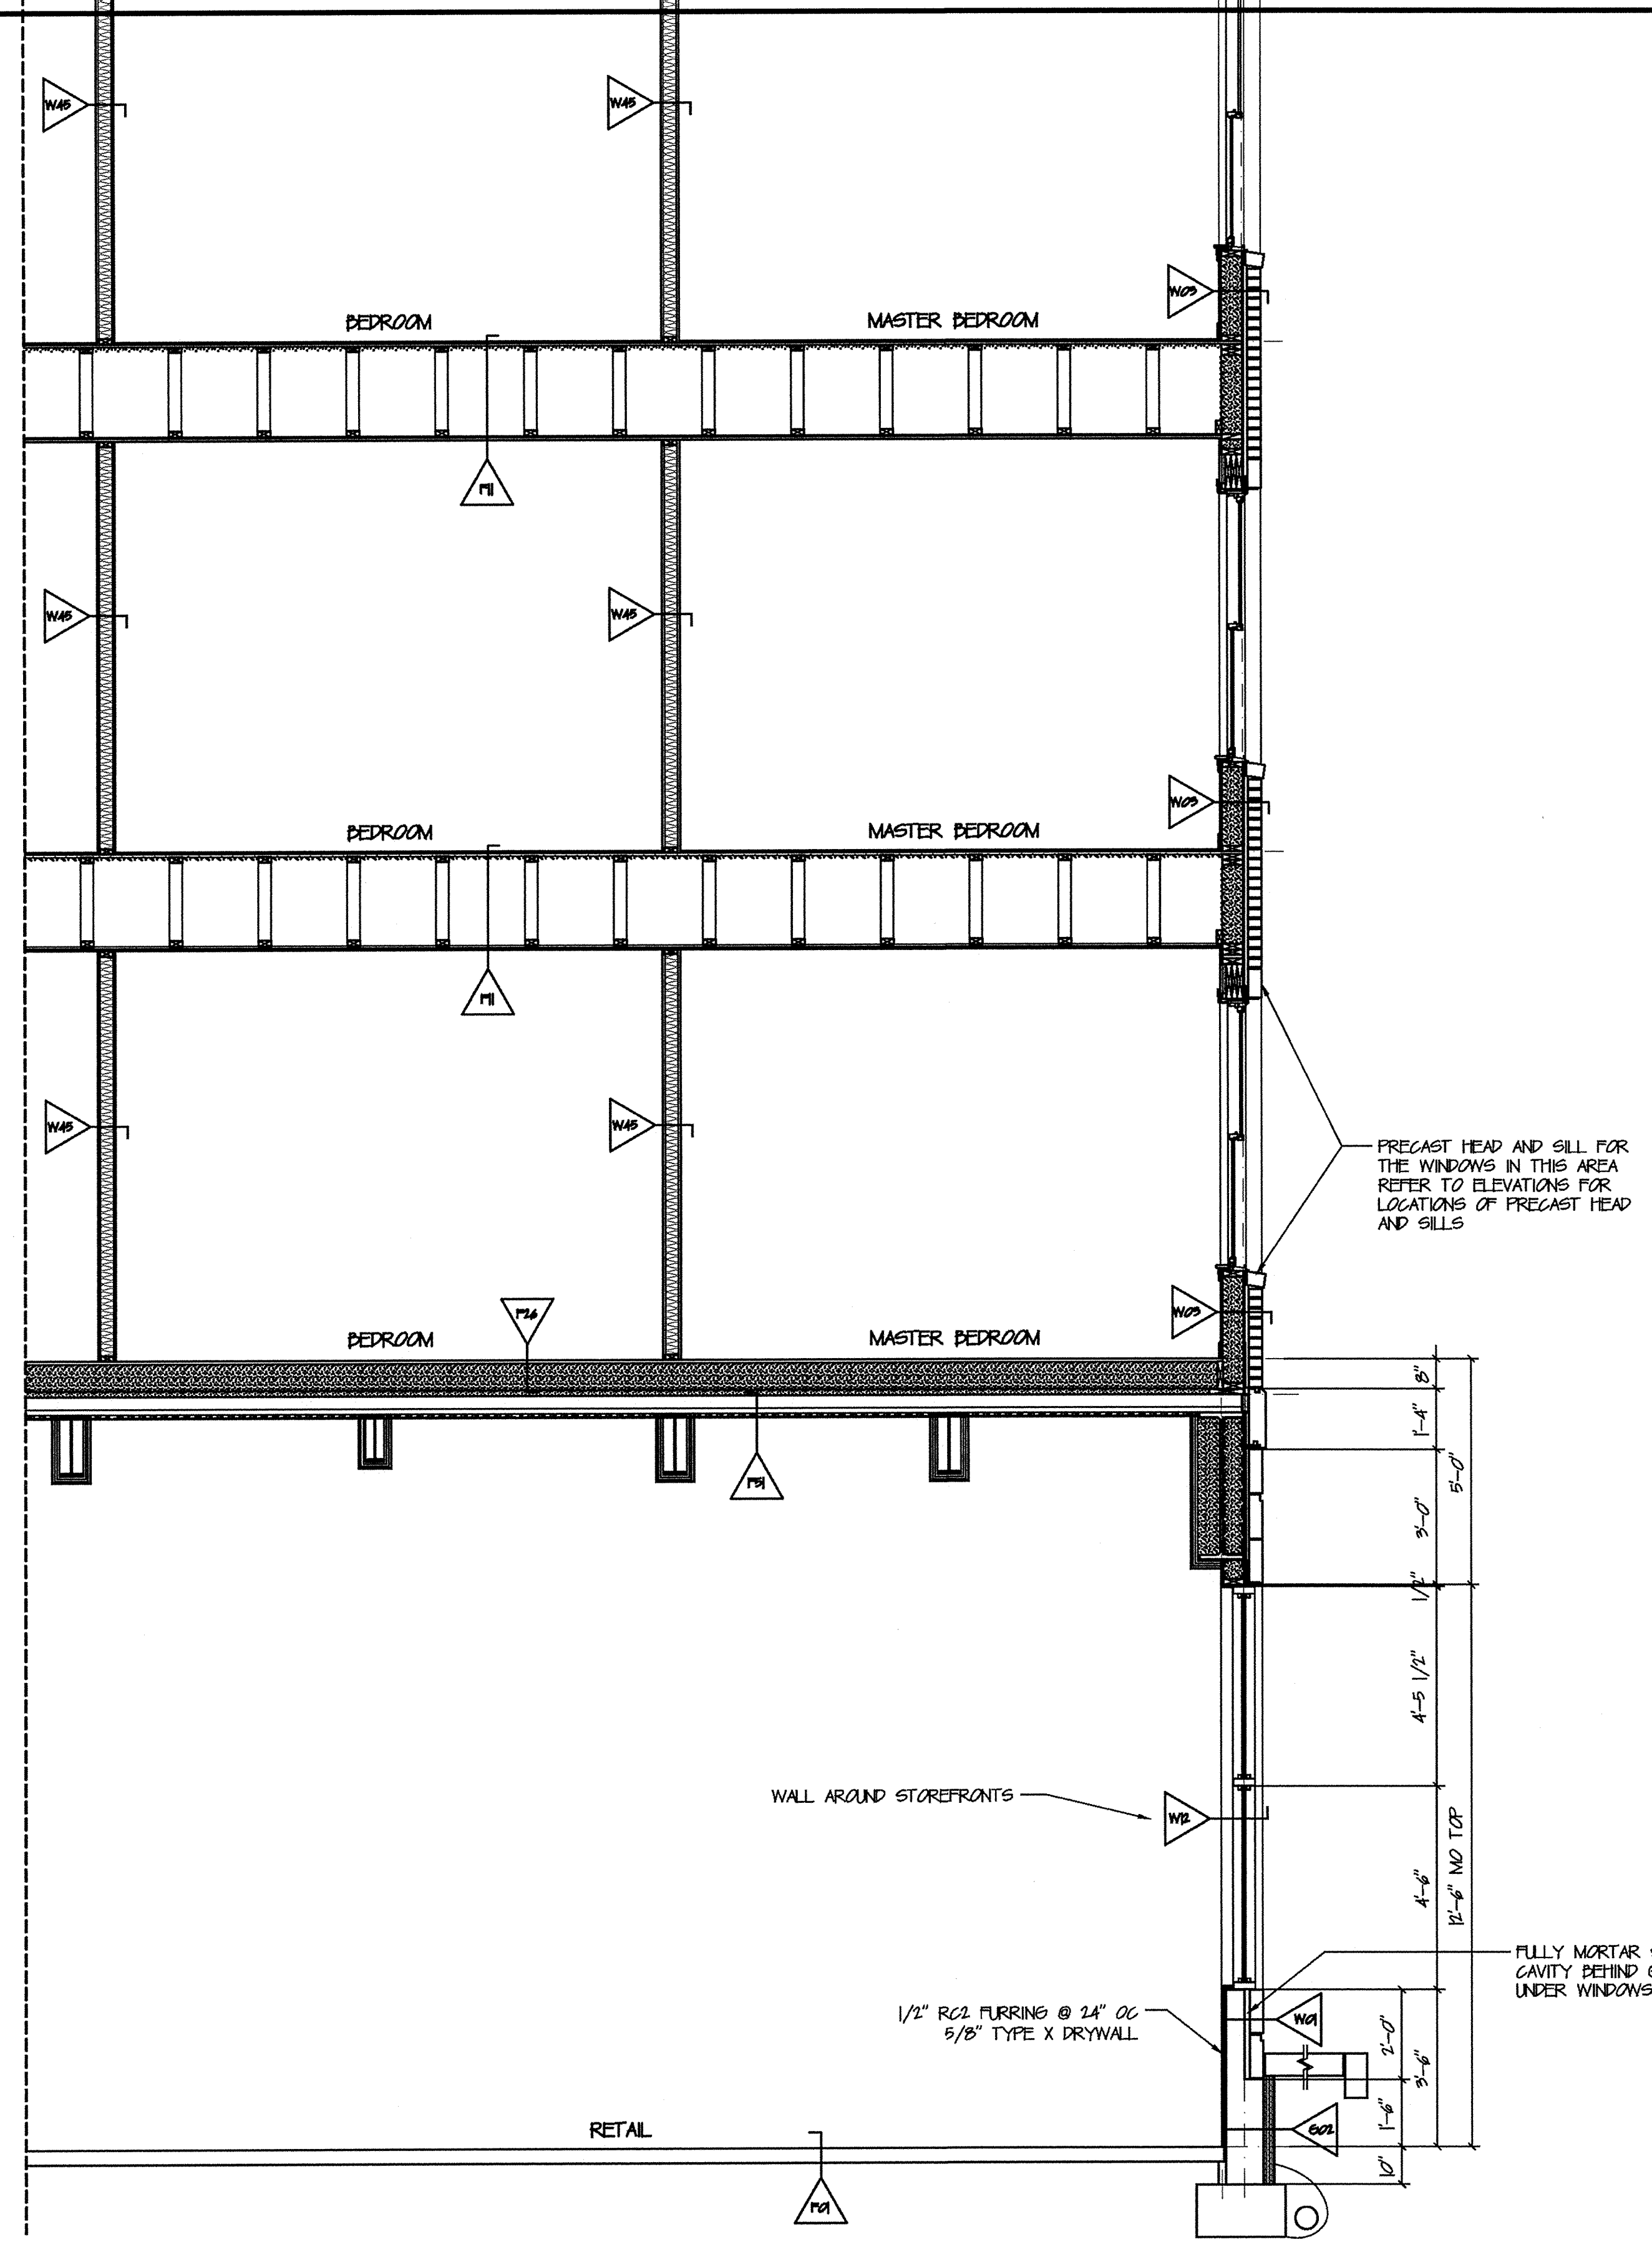 W45
W45
W03
BEDROOM
MASTER BEDROOM
F11
W45
W45
W03
BEDROOM
MASTER BEDROOM
F11
W45
W45
PRECAST HEAD AND SILL FOR
THE WINDOWS IN THIS AREA
REFER TO ELEVATIONS FOR
LOCATIONS OF PRECAST HEAD
AND SILLS
W03
F26
BEDROOM
MASTER BEDROOM
8"
1'-4"
5'-0"
F51
3'-0"
1/2"
4'-5 1/2"
WALL AROUND STOREFRONTS
W12
4'-6"
12'-6" MO TOP
FULLY MORTAR
CAVITY BEHIND
UNDER WINDOWS
1/2" RC2 FURRING @ 24" OC
5/8" TYPE X DRYWALL
W01
2'-0"
3'-6"
1'-6"
RETAIL
G02
10"
F01